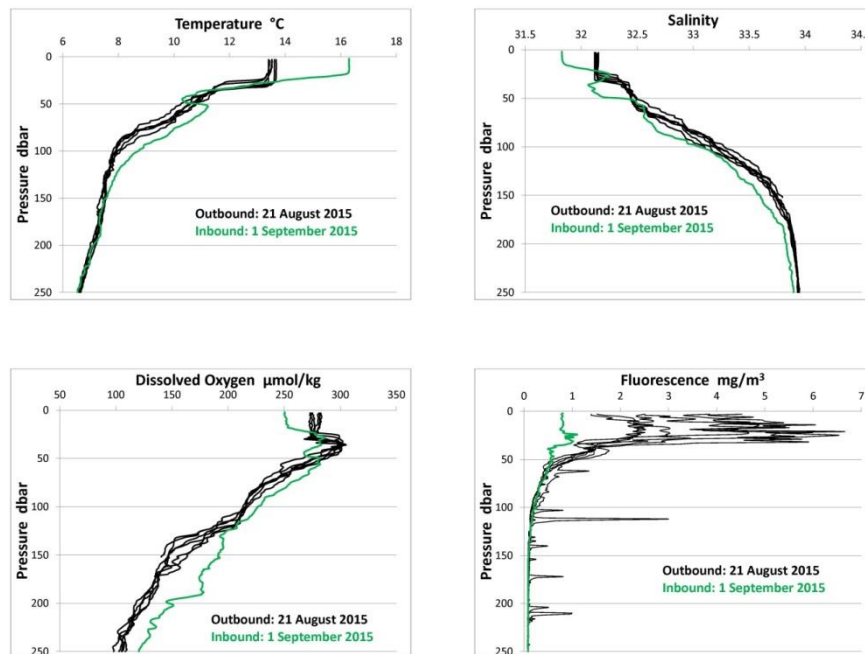 Temperature °C
6 8 10 12 14 16 18
0
50
100
150
200
250
Pressure dbar
Outbound: 21 August 2015
Inbound: 1 September 2015
Salinity
31.5 32 32.5 33 33.5 34 34.
0
50
100
150
200
250
Pressure dbar
Outbound: 21 August 2015
Inbound: 1 September 2015
Dissolved Oxygen µmol/kg
50 100 150 200 250 300 350
0
50
100
150
200
250
Pressure dbar
Outbound: 21 August 2015
Inbound: 1 September 2015
Fluorescence mg/m³
0 1 2 3 4 5 6 7
0
50
100
150
200
250
Pressure dbar
Outbound: 21 August 2015
Inbound: 1 September 2015